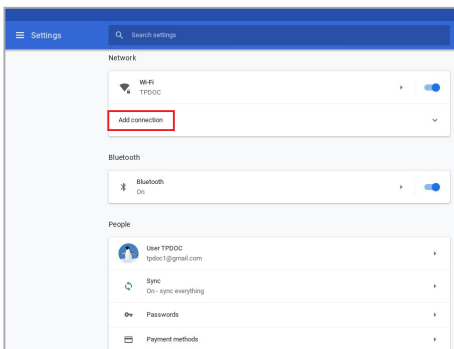 Settings
Search settings
Network
Wi-Fi
TPDOC
Add connection
Bluetooth
Bluetooth
On
People
User TPDOC
tpdoc1@gmail.com
Sync
On - sync everything
Passwords
Payment methods